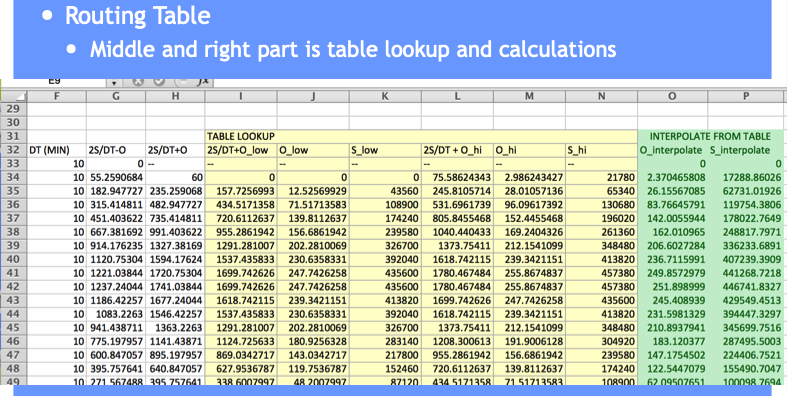 • Routing Table
• Middle and right part is table lookup and calculations
E9 fx
F G H I J K L M N O P
29
30
31 TABLE LOOKUP INTERPOLATE FROM TABLE
32 DT (MIN) 2S/DT-O 2S/DT+O 2S/DT+O_low O_low S_low 2S/DT + O_hi O_hi S_hi O_interpolate S_interpolate
33 10 0 -- -- -- -- -- -- -- 0 0
34 10 55.2590684 60 0 0 0 75.58624343 2.986243427 21780 2.370465808 17288.86026
35 10 182.947727 235.259068 157.7256993 12.52569929 43560 245.8105714 28.01057136 65340 26.15567085 62731.01926
36 10 315.414811 482.947727 434.5171358 71.51713583 108900 531.6961739 96.09617392 130680 83.76645791 119754.3806
37 10 451.403622 735.414811 720.6112637 139.8112637 174240 805.8455468 152.4455468 196020 142.0055944 178022.7649
38 10 667.381692 991.403622 955.2861942 156.6861942 239580 1040.440433 169.2404326 261360 162.010965 248817.7971
39 10 914.176235 1327.38169 1291.281007 202.2810069 326700 1373.75411 212.1541099 348480 206.6027284 336233.6891
40 10 1120.75304 1594.17624 1537.435833 230.6358331 392040 1618.742115 239.3421151 413820 236.7115991 407239.3909
41 10 1221.03844 1720.75304 1699.742626 247.7426258 435600 1780.467484 255.8674837 457380 249.8572979 441268.7218
42 10 1237.24044 1741.03844 1699.742626 247.7426258 435600 1780.467484 255.8674837 457380 251.898999 446741.8327
43 10 1186.42257 1677.24044 1618.742115 239.3421151 413820 1699.742626 247.7426258 435600 245.408939 429549.4513
44 10 1083.2263 1546.42257 1537.435833 230.6358331 392040 1618.742115 239.3421151 413820 231.5981329 394447.3297
45 10 941.438711 1363.2263 1291.281007 202.2810069 326700 1373.75411 212.1541099 348480 210.8937941 345699.7516
46 10 775.197957 1141.43871 1124.725633 180.9256328 283140 1208.300613 191.9006128 304920 183.120377 287495.5003
47 10 600.847057 895.197957 869.0342717 143.0342717 217800 955.2861942 156.6861942 239580 147.1754502 224406.7521
48 10 395.757641 640.847057 627.9536787 119.7536787 152460 720.6112637 139.8112637 174240 122.5447079 155490.7047
49 10 271.567488 395.757641 338.6007997 48.2007997 87120 434.5171358 71.51713583 108900 62.09507651 100098.7694